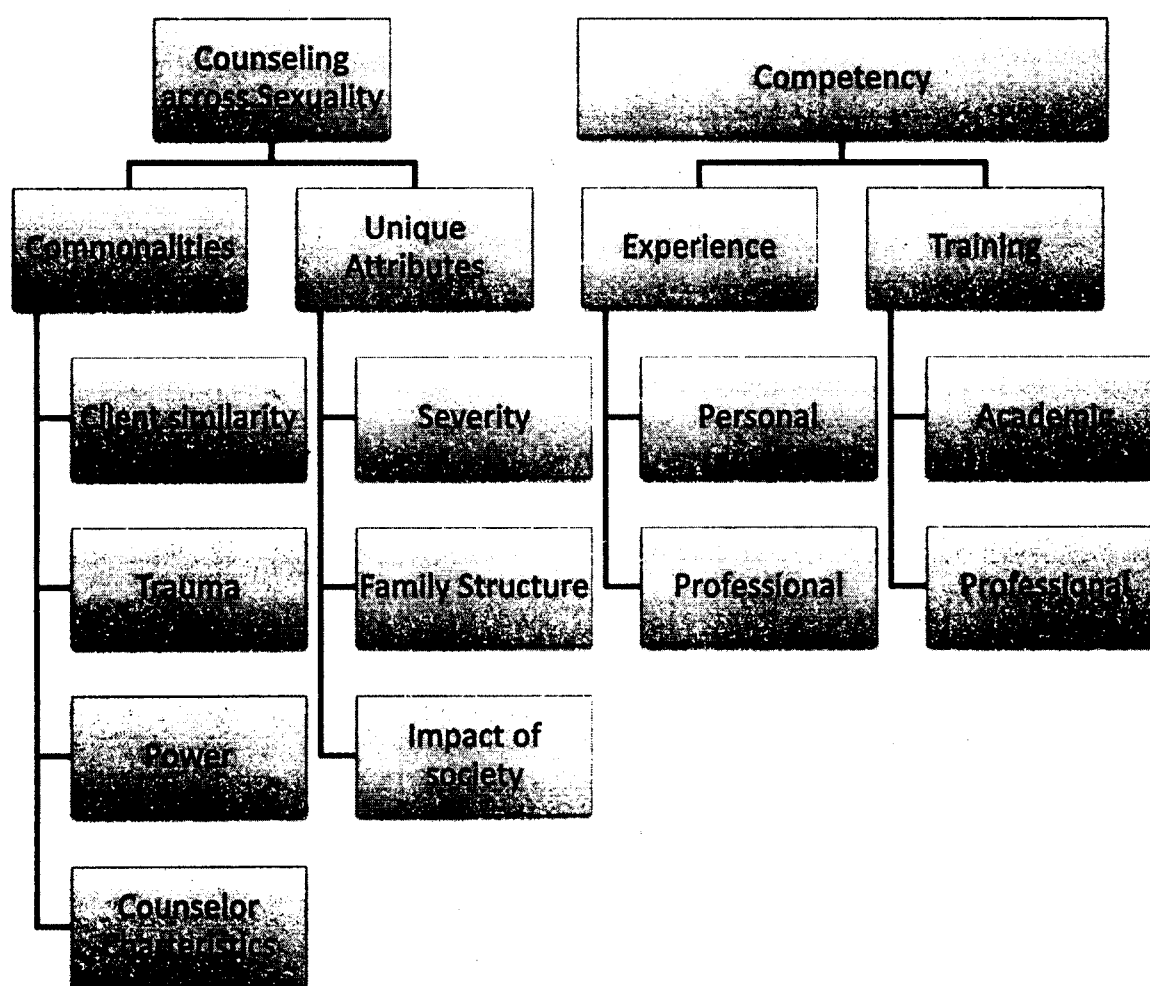 Counseling
across Sexuality
Competency
Commonalities
Unique
Attributes
Experience
Training
Client similarity
Severity
Personal
Academic
Trauma
Family Structure
Professional
Professional
Power
Impact of
society
Counselor
Charteristics